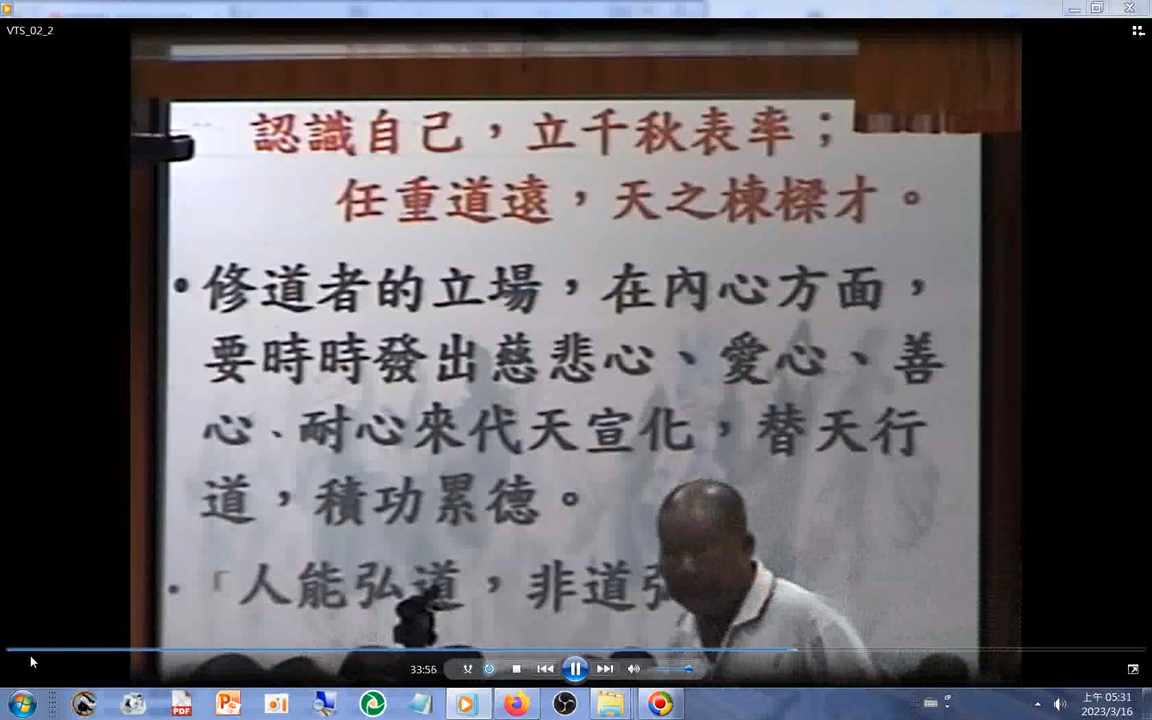 VTS_02_2
認識自己，立千秋表率；
任重道遠，天之棟樑才。
•修道者的立場，在內心方面，
要時時發出慈悲心、愛心、善
心、耐心來代天宣化，替天行
道，積功累德。
•「人能弘道，非道弘
33:56
PDF
上午 05:31
2023/3/16